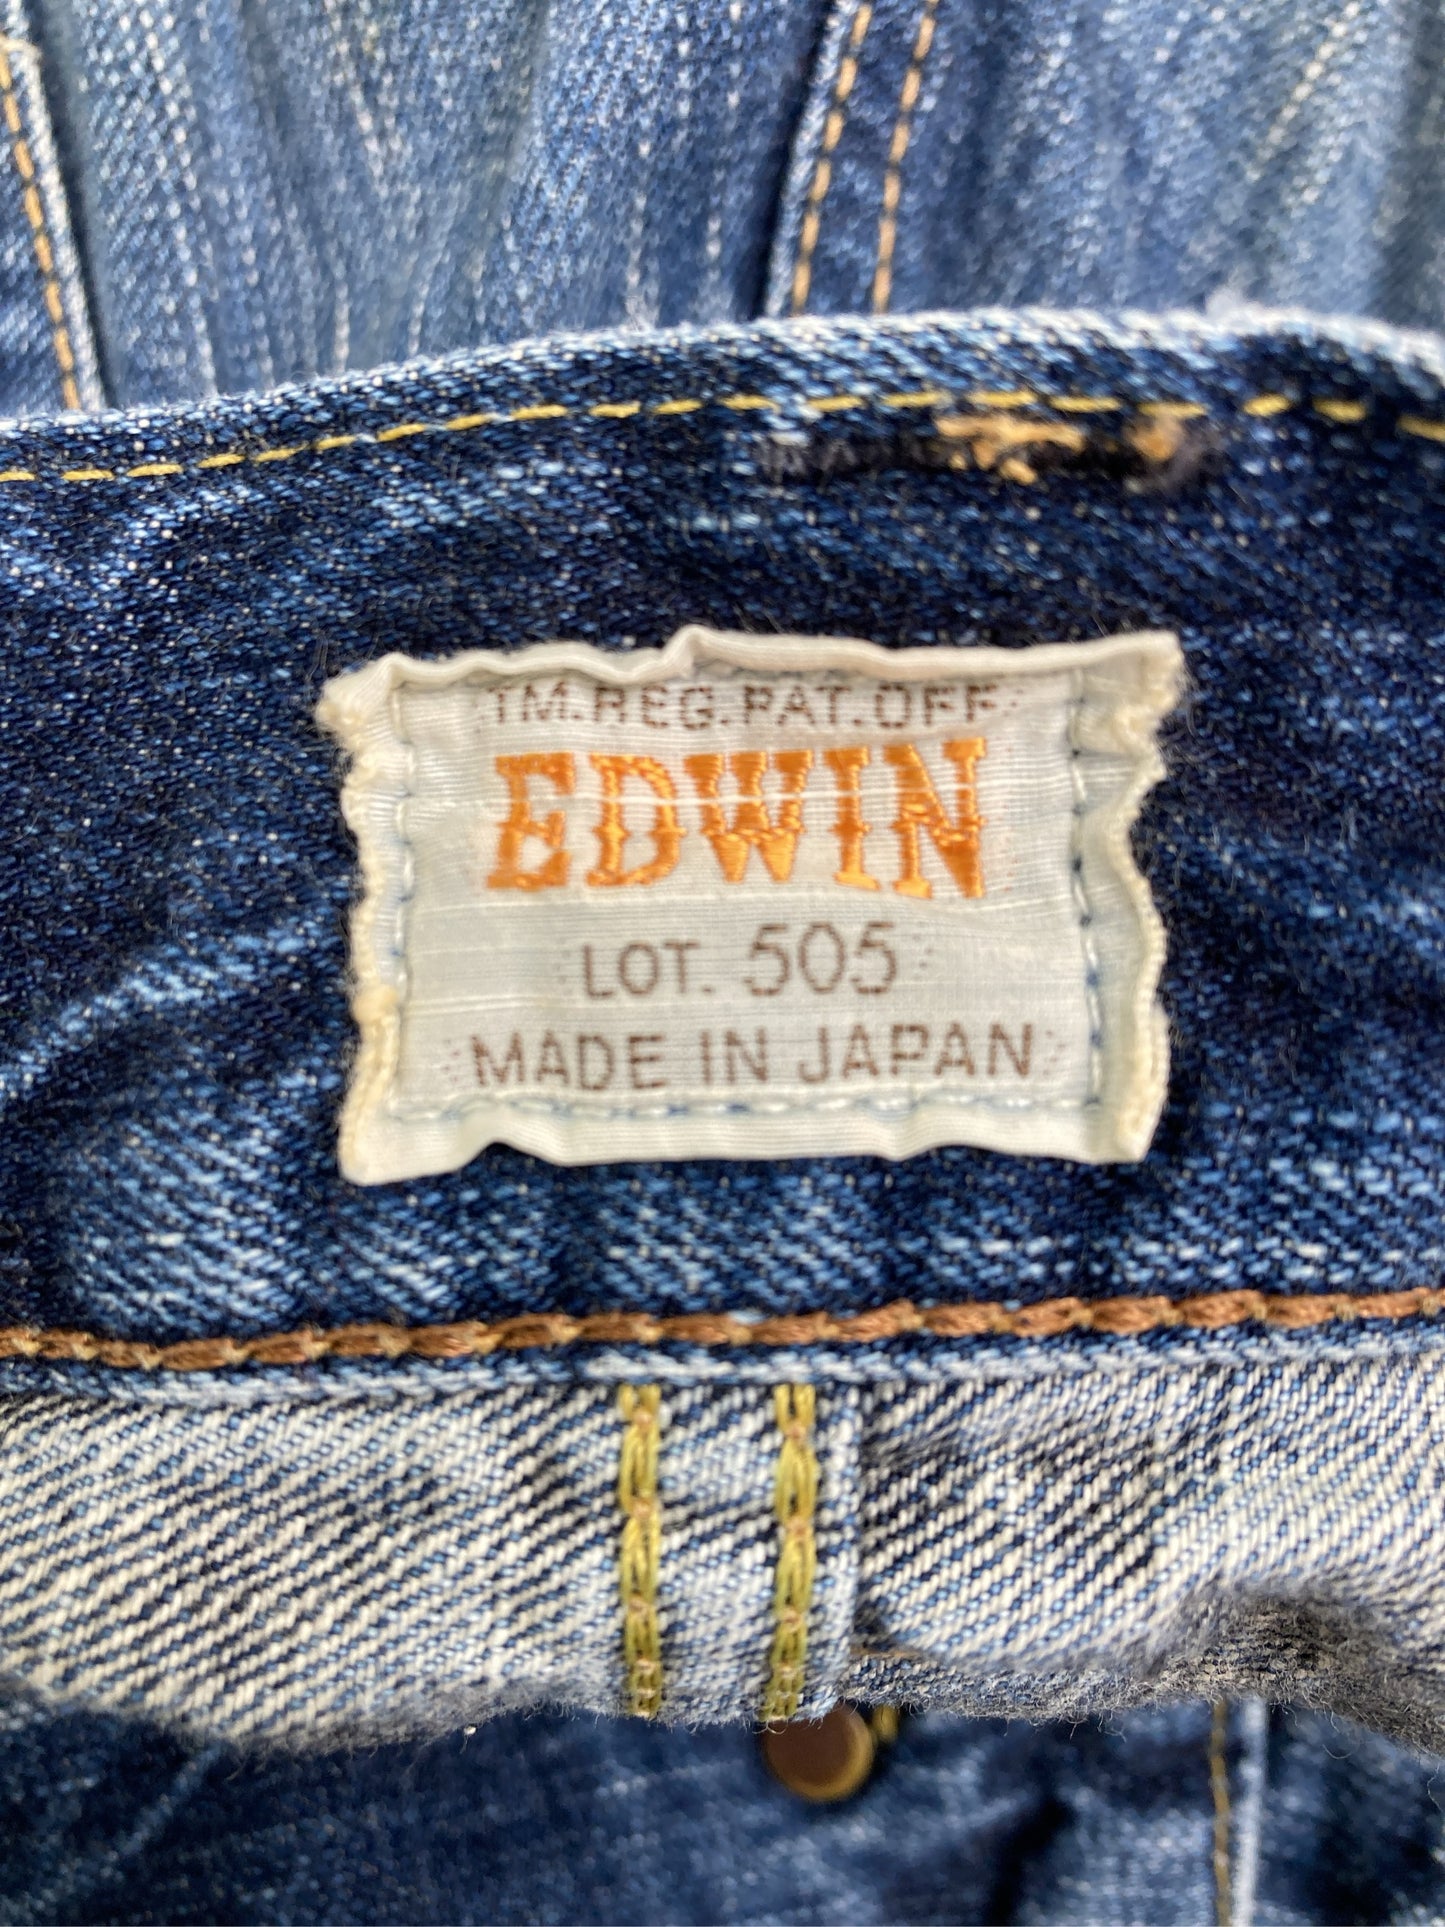 TM.REG.PAT.OFF
EDWIN
LOT. 505
MADE IN JAPAN